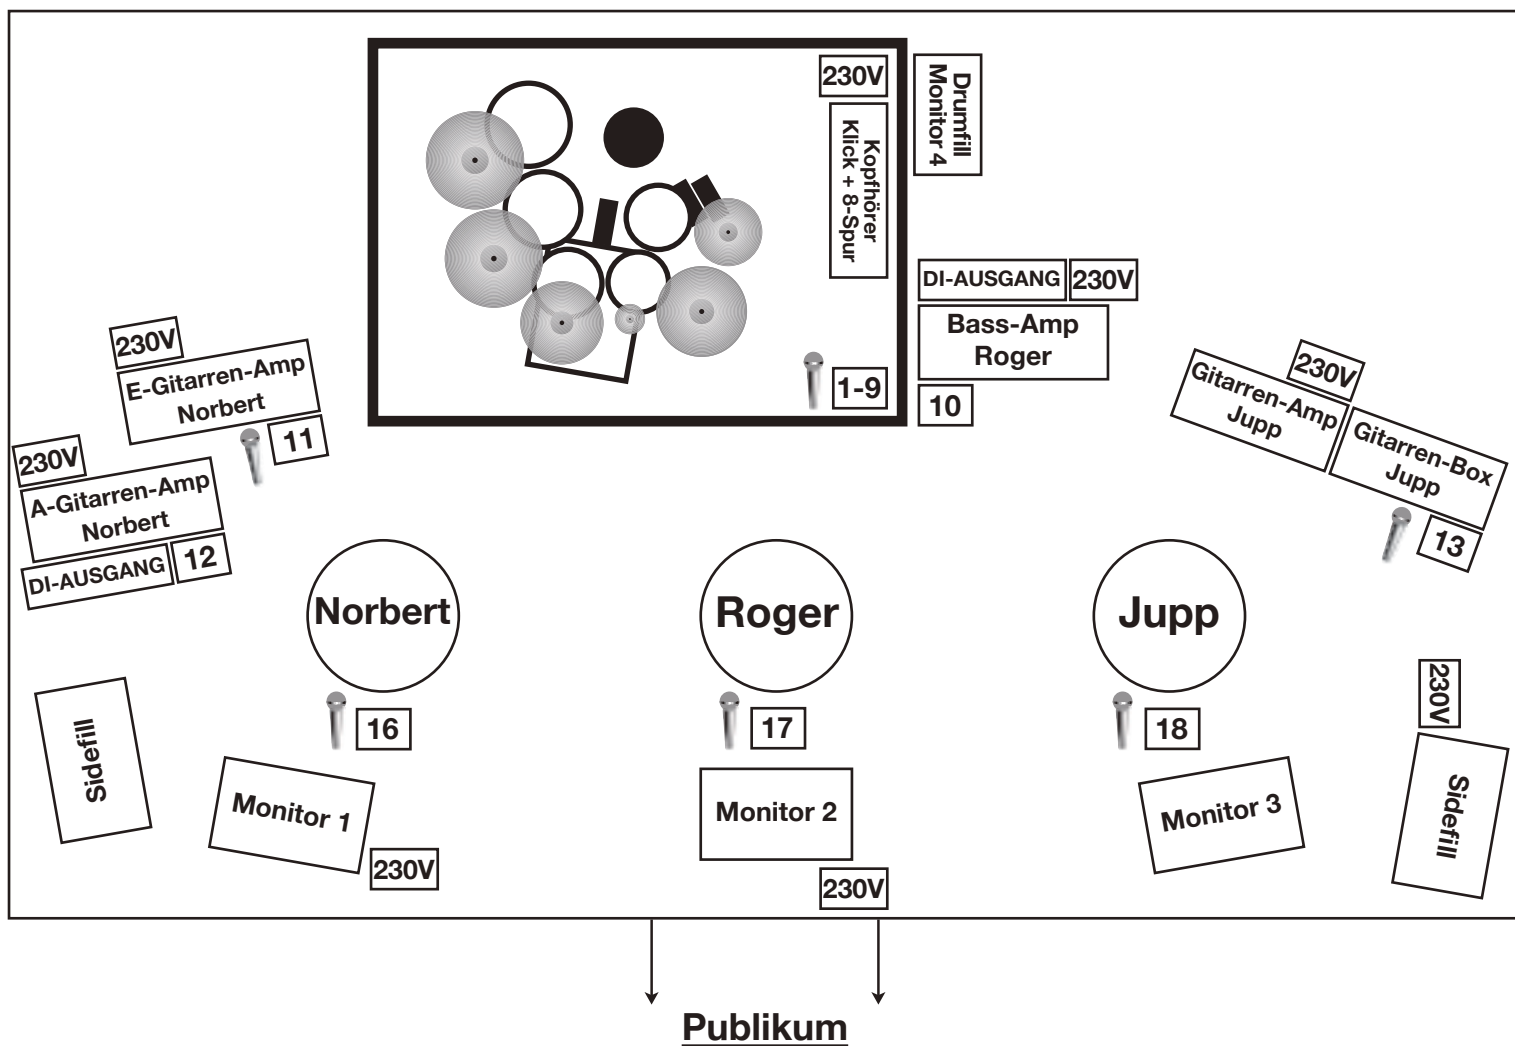 230V
Drumfill
Monitor 4
Kopfhörer
Klick + 8-Spur
DI-AUSGANG
230V
Bass-Amp
Roger
1-9
10
230V
E-Gitarren-Amp
Norbert
11
230V
A-Gitarren-Amp
Norbert
DI-AUSGANG
12
230V
Gitarren-Amp
Jupp
Gitarren-Box
Jupp
13
Norbert
Roger
Jupp
16
17
18
230V
Sidefill
Monitor 1
230V
Monitor 2
230V
Monitor 3
Sidefill
Publikum